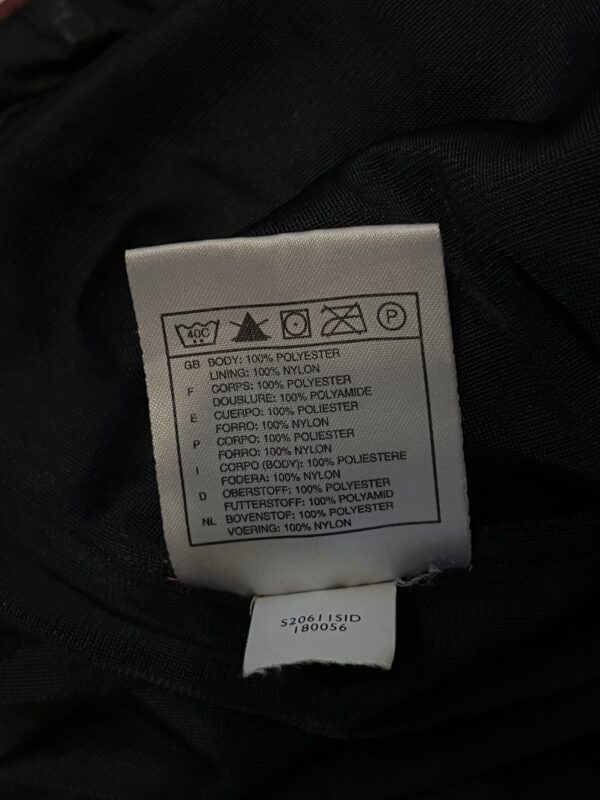 40C P
GB BODY: 100% POLYESTER
LINING: 100% NYLON
F CORPS: 100% POLYESTER
DOUBLURE: 100% POLYAMIDE
E CUERPO: 100% POLIESTER
FORRO: 100% NYLON
P CORPO: 100% POLIESTER
FORRO: 100% NYLON
I CORPO (BODY): 100% POLIESTERE
FODERA: 100% NYLON
D OBERSTOFF: 100% POLYESTER
FUTTERSTOFF: 100% POLYAMID
NL BOVENSTOF: 100% POLYESTER
VOERING: 100% NYLON
S20611SID
180056